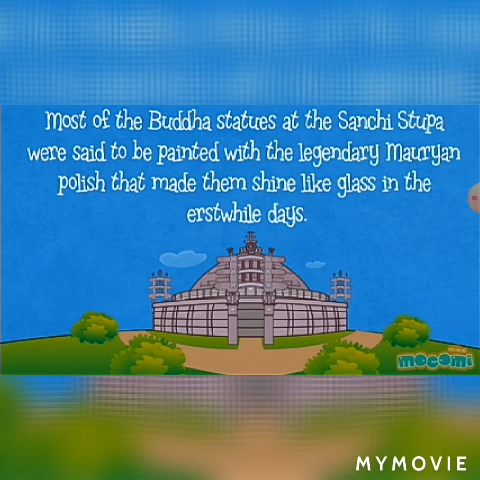 Most of the Buddha statues at the Sanchi Stupa
were said to be painted with the legendary Mauryan
polish that made them shine like glass in the
erstwhile days.
mocomi
MYMOVIE